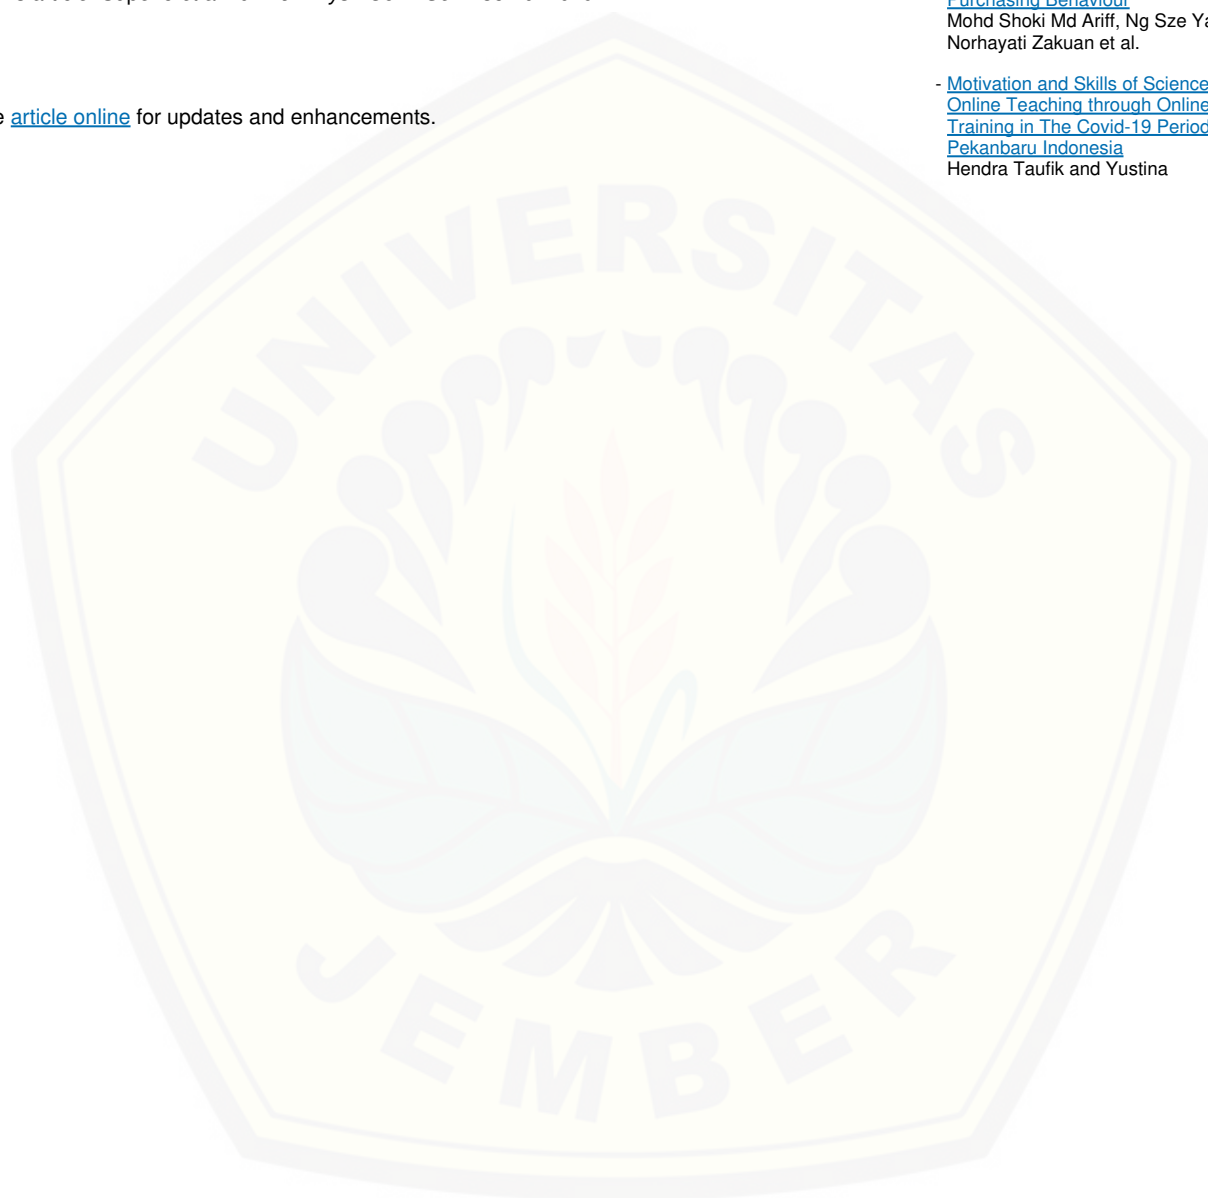 article online for updates and enhancements.
Purchasing Behaviour
Mohd Shoki Md Ariff, Ng Sze
Norhayati Zakuan et al.
- Motivation and Skills of Science
Online Teaching through Online
Training in The Covid-19 Period
Pekanbaru Indonesia
Hendra Taufik and Yustina
UNIVERSITAS
JEMBER